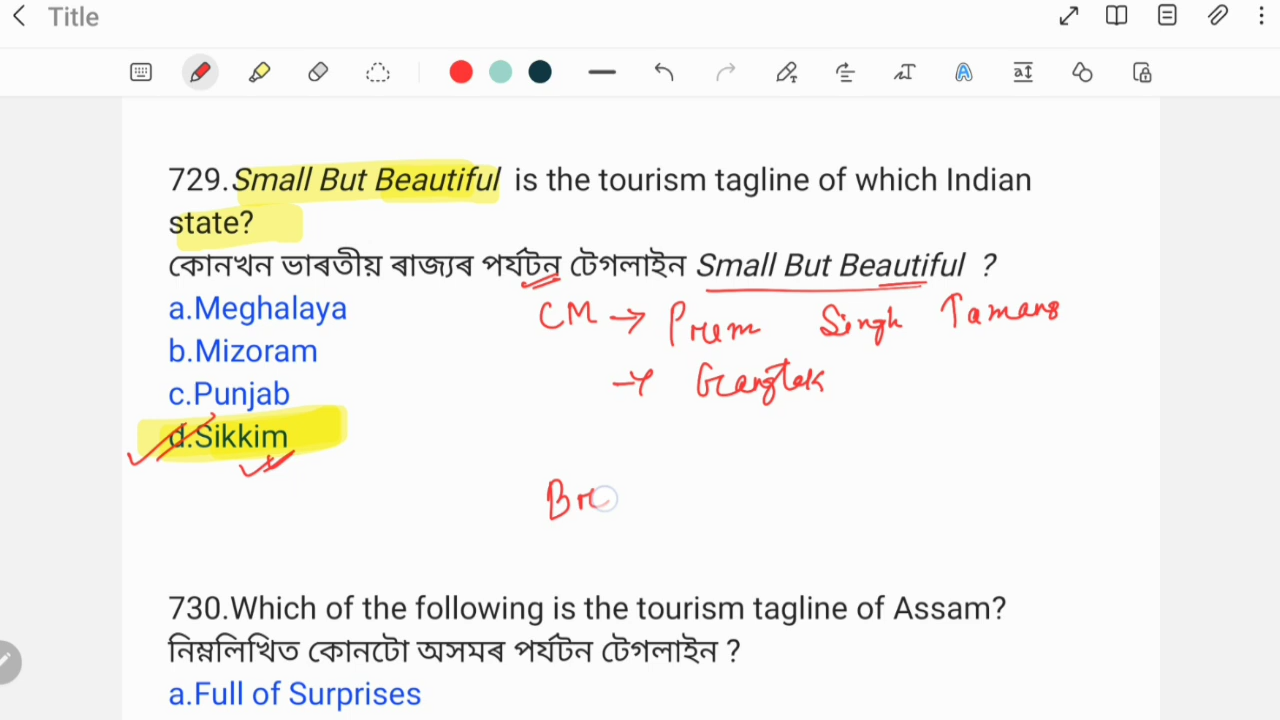 Title
729.Small But Beautiful is the tourism tagline of which Indian
state?
কোনখন ভাৰতীয় ৰাজ্যৰ পৰ্যটন টেগলাইন Small But Beautiful ?
a.Meghalaya
CM → Prem Singh Tamang
b.Mizoram
→ Gangtok
c.Punjab
d.Sikkim
Bre
730.Which of the following is the tourism tagline of Assam?
নিম্নলিখিত কোনটো অসমৰ পৰ্যটন টেগলাইন ?
a.Full of Surprises